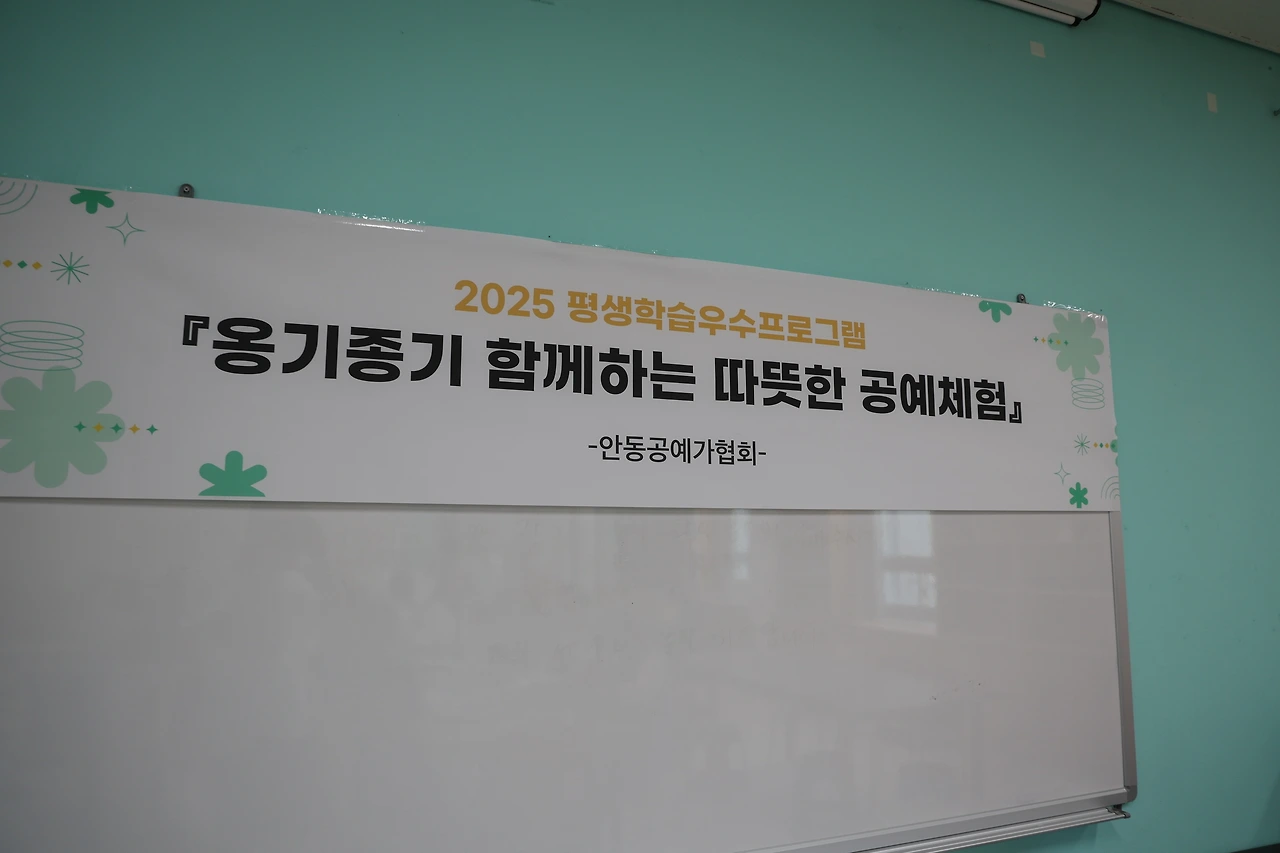 2025 평생학습우수프로그램
『옹기종기 함께하는 따뜻한 공예체험』
-안동공예가협회-